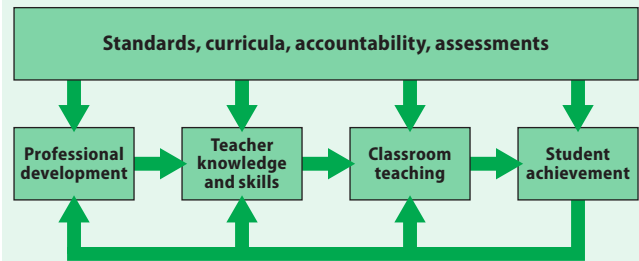 Standards, curricula, accountability, assessments
Professional
development
Teacher
knowledge
and skills
Classroom
teaching
Student
achievement